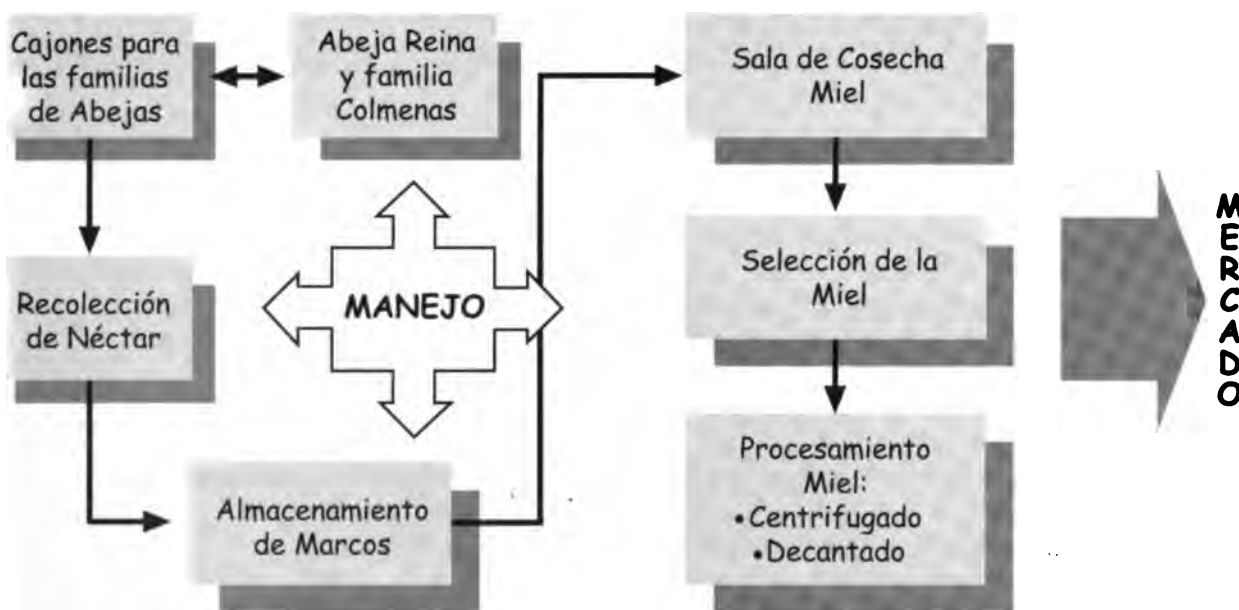 Cajones para
las familias
de Abejas
Abeja Reina
y familia
Colmenas
Sala de Cosecha
Miel
Recolección
de Néctar
MANEJO
Selección de la
Miel
Almacenamiento
de Marcos
Procesamiento
Miel:
•Centrifugado
•Decantado
MERCADO